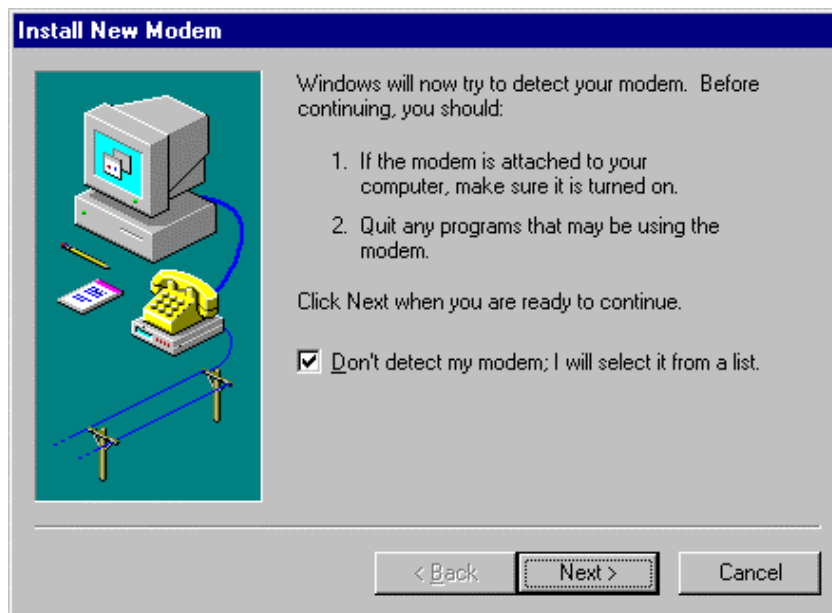 Install New Modem
Windows will now try to detect your modem.  Before
continuing, you should:
1.  If the modem is attached to your
computer, make sure it is turned on.
2.  Quit any programs that may be using the
modem.
Click Next when you are ready to continue.
Don't detect my modem; I will select it from a list.
< Back
Next >
Cancel